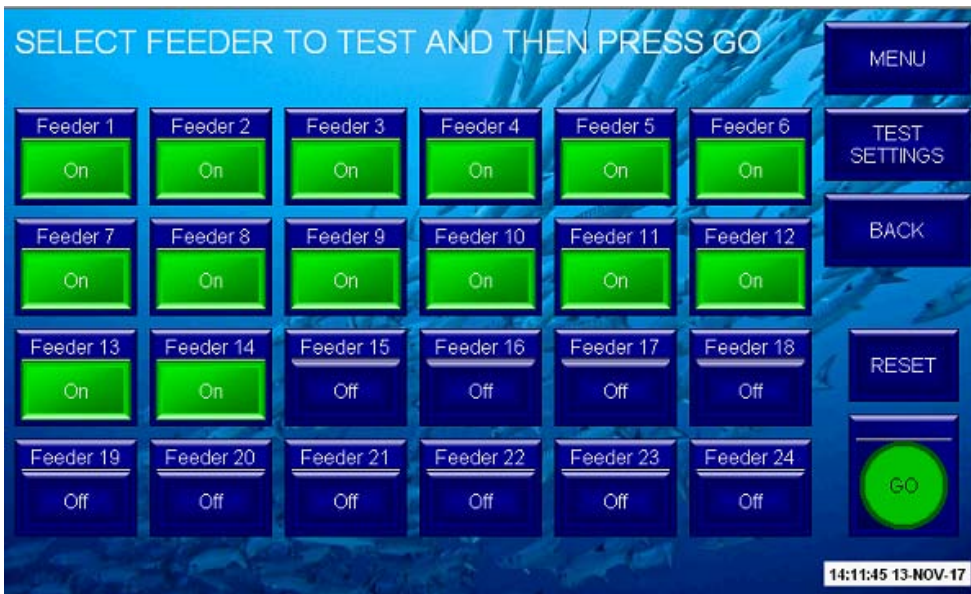 SELECT FEEDER TO TEST AND THEN PRESS GO
MENU
Feeder 1
On
Feeder 2
On
Feeder 3
On
Feeder 4
On
Feeder 5
On
Feeder 6
On
TEST
SETTINGS
Feeder 7
On
Feeder 8
On
Feeder 9
On
Feeder 10
On
Feeder 11
On
Feeder 12
On
BACK
Feeder 13
On
Feeder 14
On
Feeder 15
Off
Feeder 16
Off
Feeder 17
Off
Feeder 18
Off
RESET
Feeder 19
Off
Feeder 20
Off
Feeder 21
Off
Feeder 22
Off
Feeder 23
Off
Feeder 24
Off
GO
14:11:45 13-NOV-17